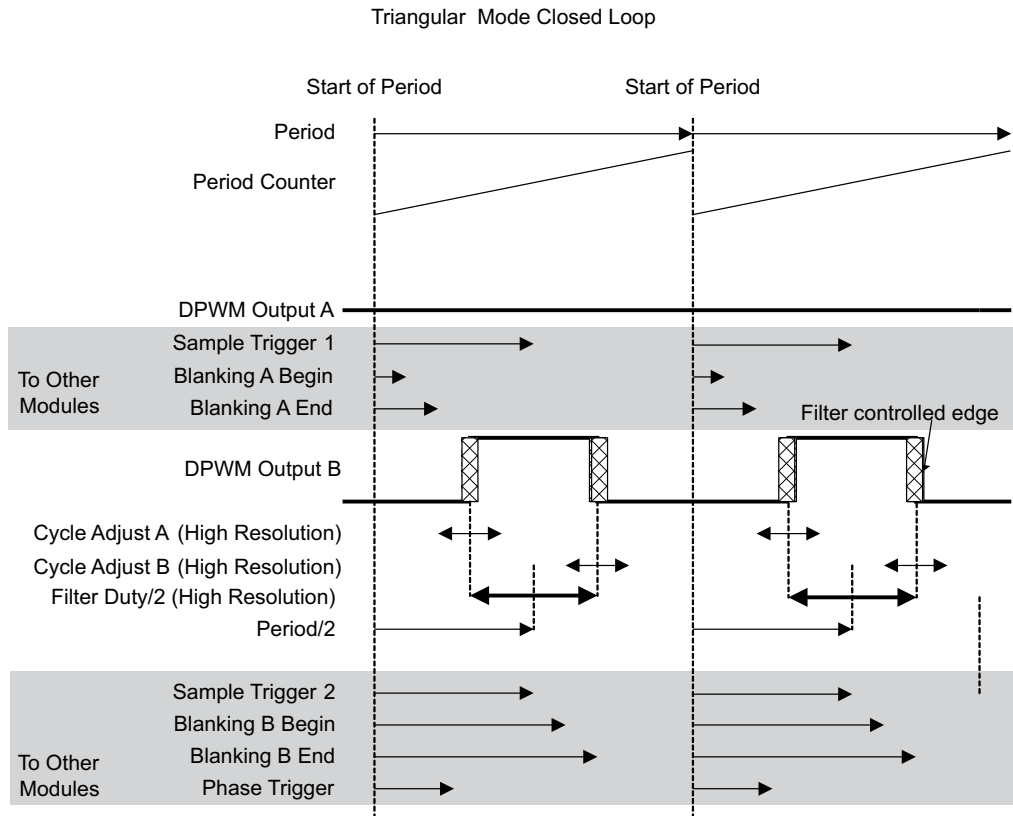 Triangular Mode Closed Loop
Start of Period
Start of Period
Period
Period Counter
DPWM Output A
Sample Trigger 1
To Other
Modules
Blanking A Begin
Blanking A End
Filter controlled edge
DPWM Output B
Cycle Adjust A (High Resolution)
Cycle Adjust B (High Resolution)
Filter Duty/2 (High Resolution)
Period/2
Sample Trigger 2
Blanking B Begin
To Other
Modules
Blanking B End
Phase Trigger